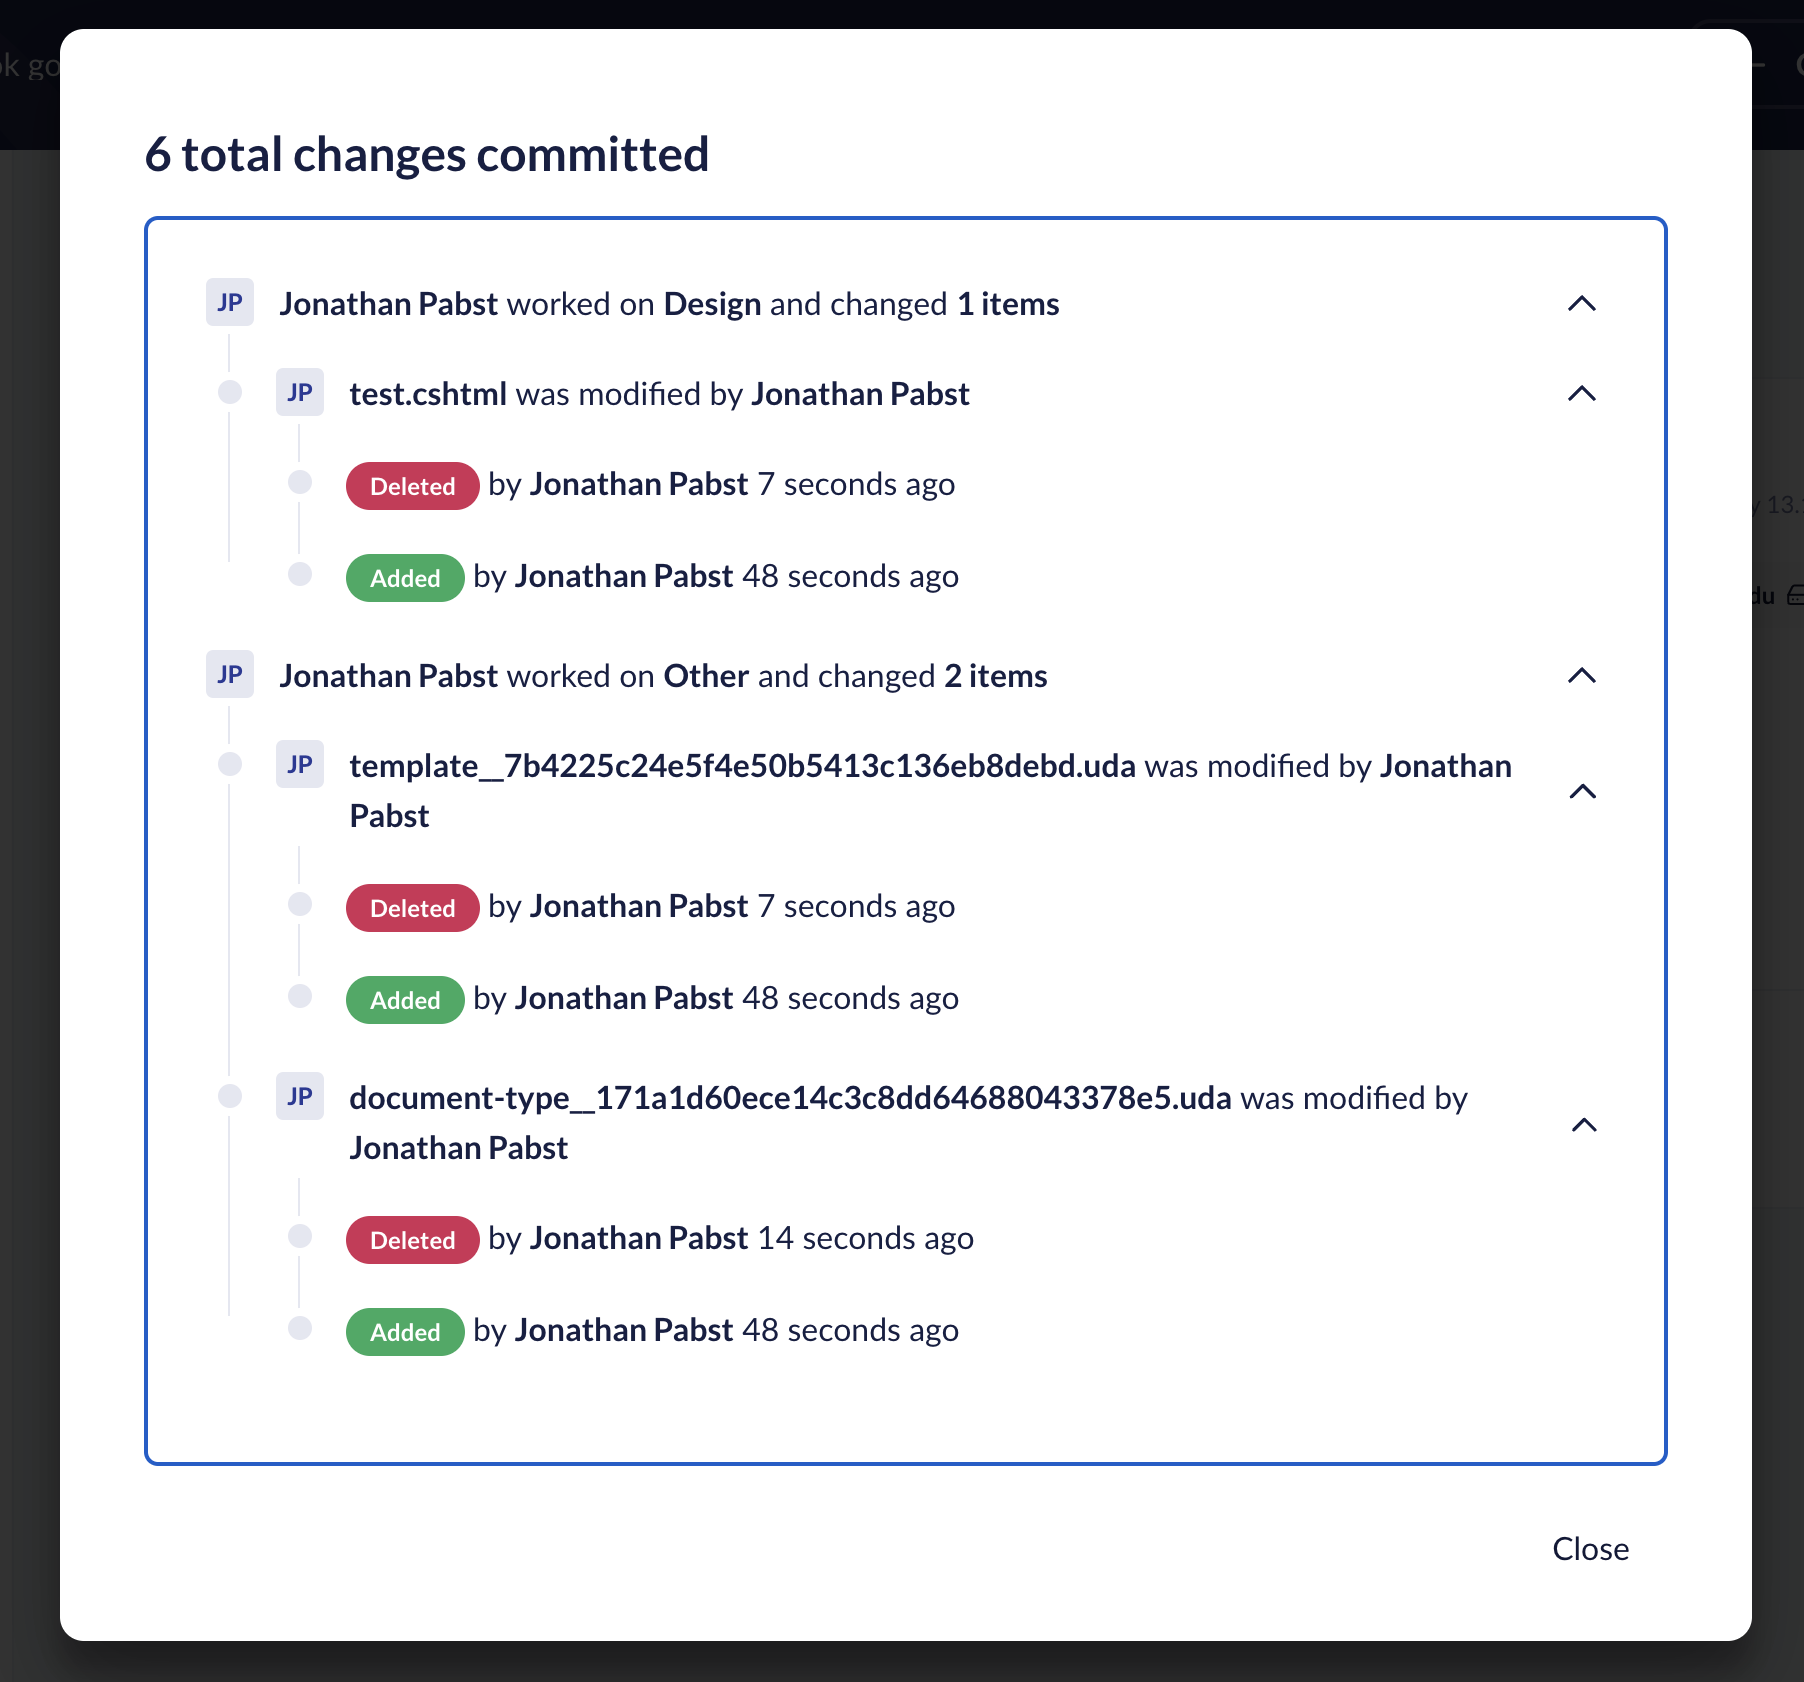 ok go
6 total changes committed
JP Jonathan Pabst worked on Design and changed 1 items
JP test.cshtml was modified by Jonathan Pabst
Deleted by Jonathan Pabst 7 seconds ago
Added by Jonathan Pabst 48 seconds ago
JP Jonathan Pabst worked on Other and changed 2 items
JP template__7b4225c24e5f4e50b5413c136eb8debd.uda was modified by Jonathan
Pabst
Deleted by Jonathan Pabst 7 seconds ago
Added by Jonathan Pabst 48 seconds ago
JP document-type__171a1d60ece14c3c8dd64688043378e5.uda was modified by
Jonathan Pabst
Deleted by Jonathan Pabst 14 seconds ago
Added by Jonathan Pabst 48 seconds ago
Close
y 13.
du